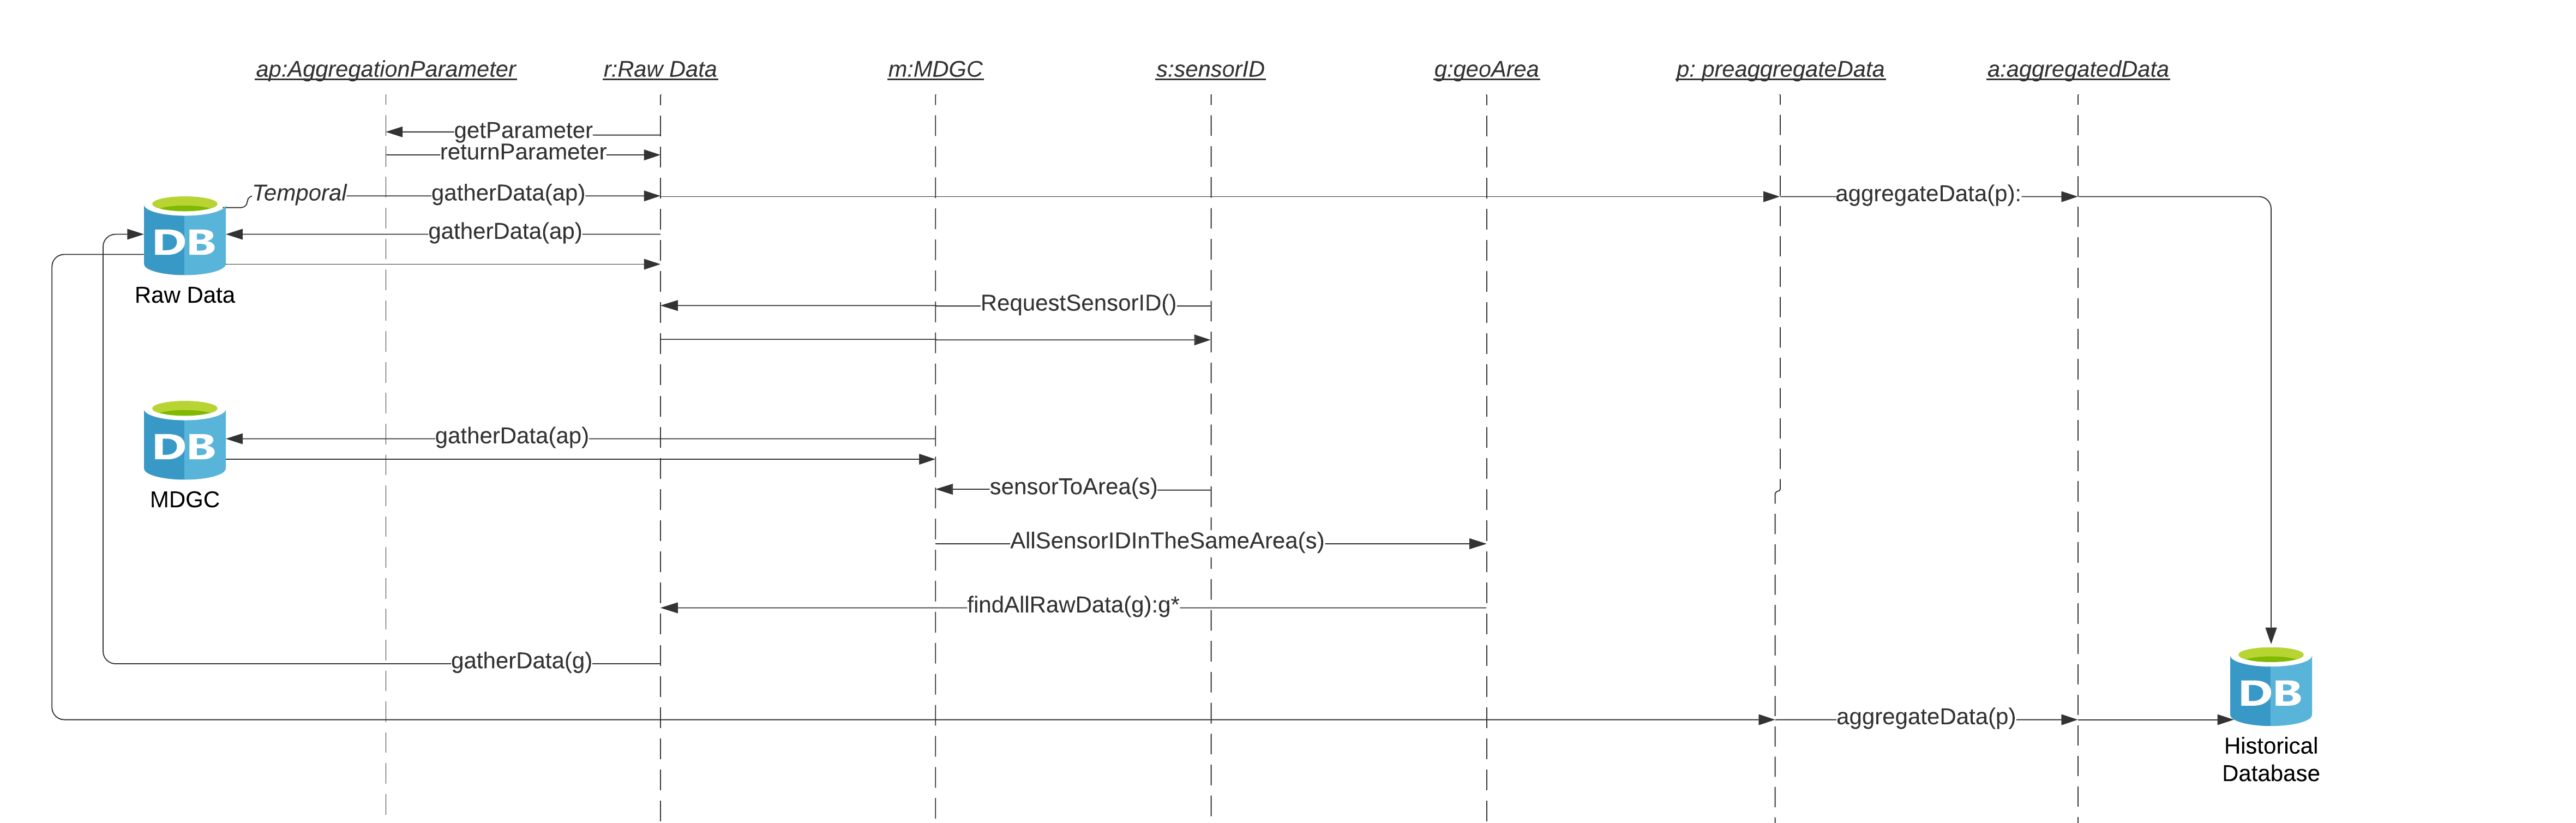 ap:AggregationParameter
r:Raw Data
m:MDGC
s:sensorID
g:geoArea
p: preaggregateData
a:aggregatedData
getParameter
returnParameter
Temporal
gatherData(ap)
aggregateData(p):
gatherData(ap)
DB
Raw Data
RequestSensorID()
gatherData(ap)
DB
MDGC
sensorToArea(s)
AllSensorIDInTheSameArea(s)
findAllRawData(g):g*
gatherData(g)
aggregateData(p)
DB
Historical
Database